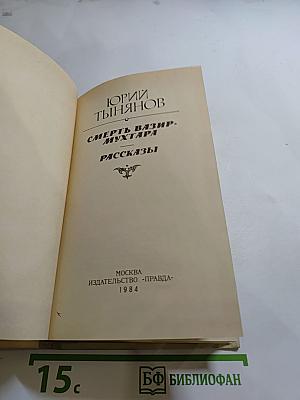 ЮРИЙ
ТЫНЯНОВ
СМЕРТЬ ВАЗИР-
МУХТАРА
РАССКАЗЫ
МОСКВА
ИЗДАТЕЛЬСТВО «ПРАВДА»
1984
15с
БФ БИБЛИОФАН